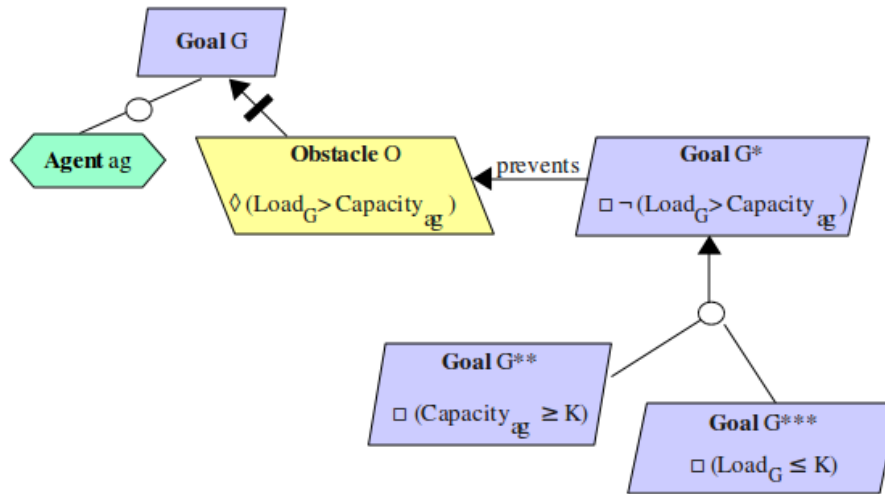 Goal G
Agent ag
Obstacle O
◊ (Load_G > Capacity_ag )
prevents
Goal G*
□ ¬ (Load_G > Capacity_ag )
Goal G**
□ (Capacity_ag ≥ K)
Goal G***
□ (Load_G ≤ K)